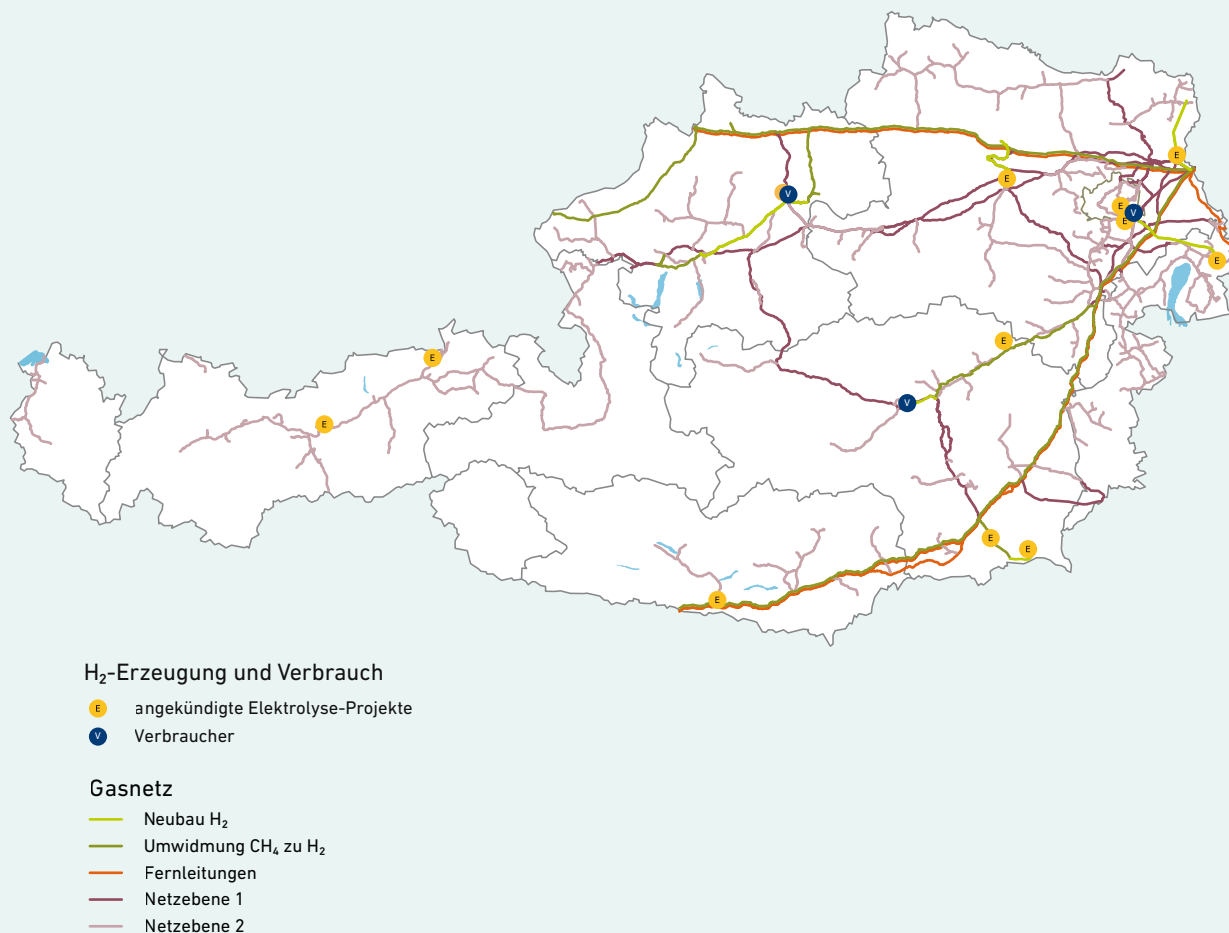 E
E
V
E
E
V
E
E
E
E
V
E
E
E
E
H₂-Erzeugung und Verbrauch
E angekündigte Elektrolyse-Projekte
V Verbraucher
Gasnetz
Neubau H₂
Umwidmung CH₄ zu H₂
Fernleitungen
Netzebene 1
Netzebene 2